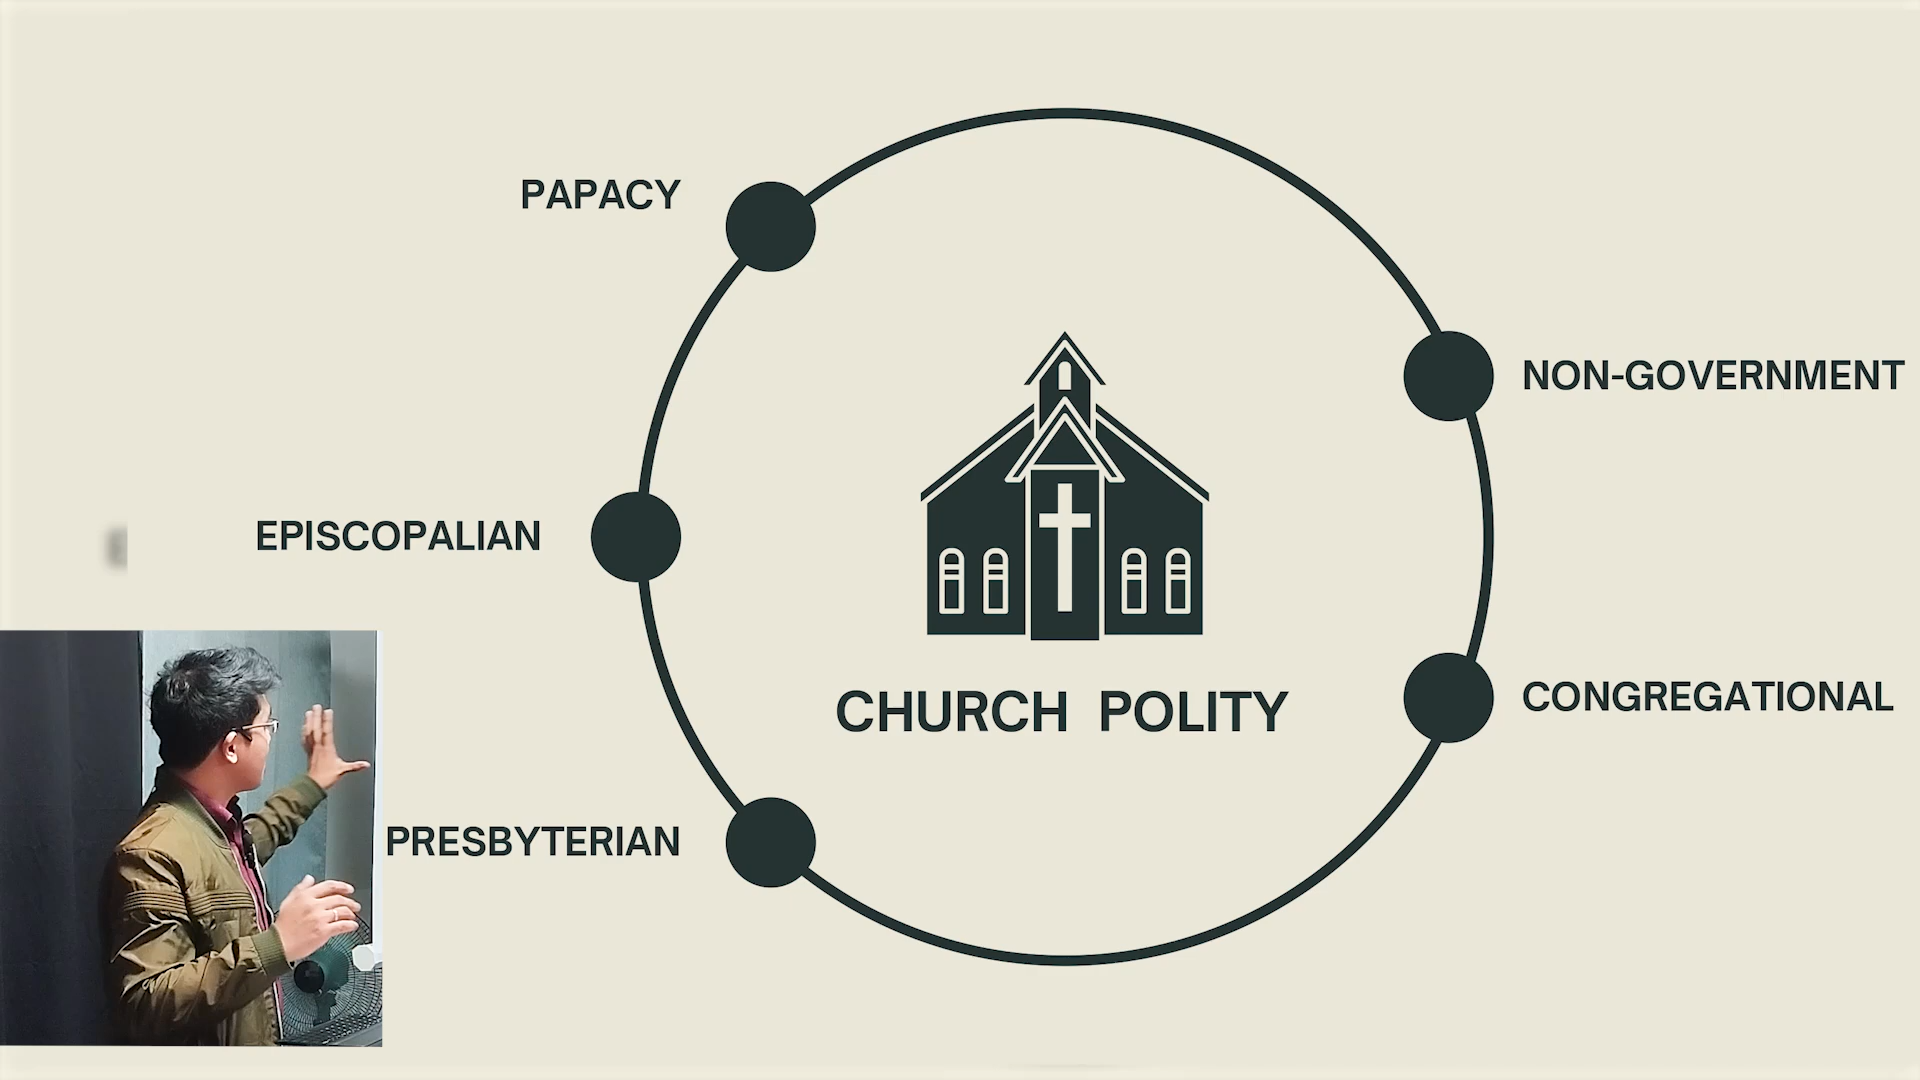 PAPACY
NON-GOVERNMENT
EPISCOPALIAN
CONGREGATIONAL
CHURCH POLITY
PRESBYTERIAN